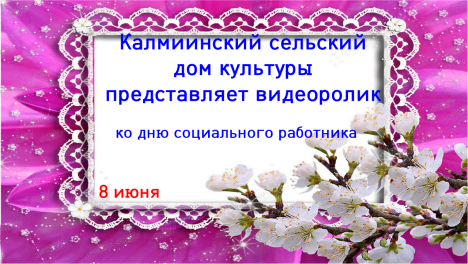 Калмиинский сельский
дом культуры
представляет видеоролик
ко дню социального работника
8 июня